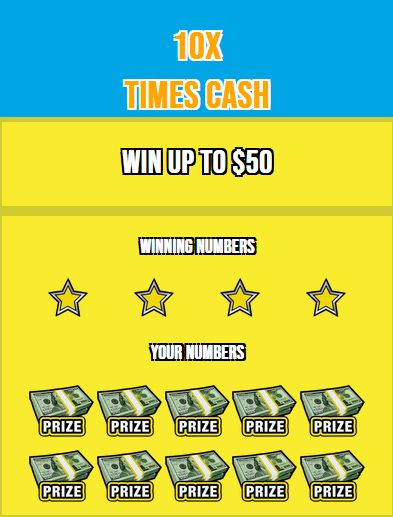 10X
TIMES CASH
WIN UP TO $50
WINNING NUMBERS
YOUR NUMBERS
PRIZE PRIZE PRIZE PRIZE PRIZE
PRIZE PRIZE PRIZE PRIZE PRIZE